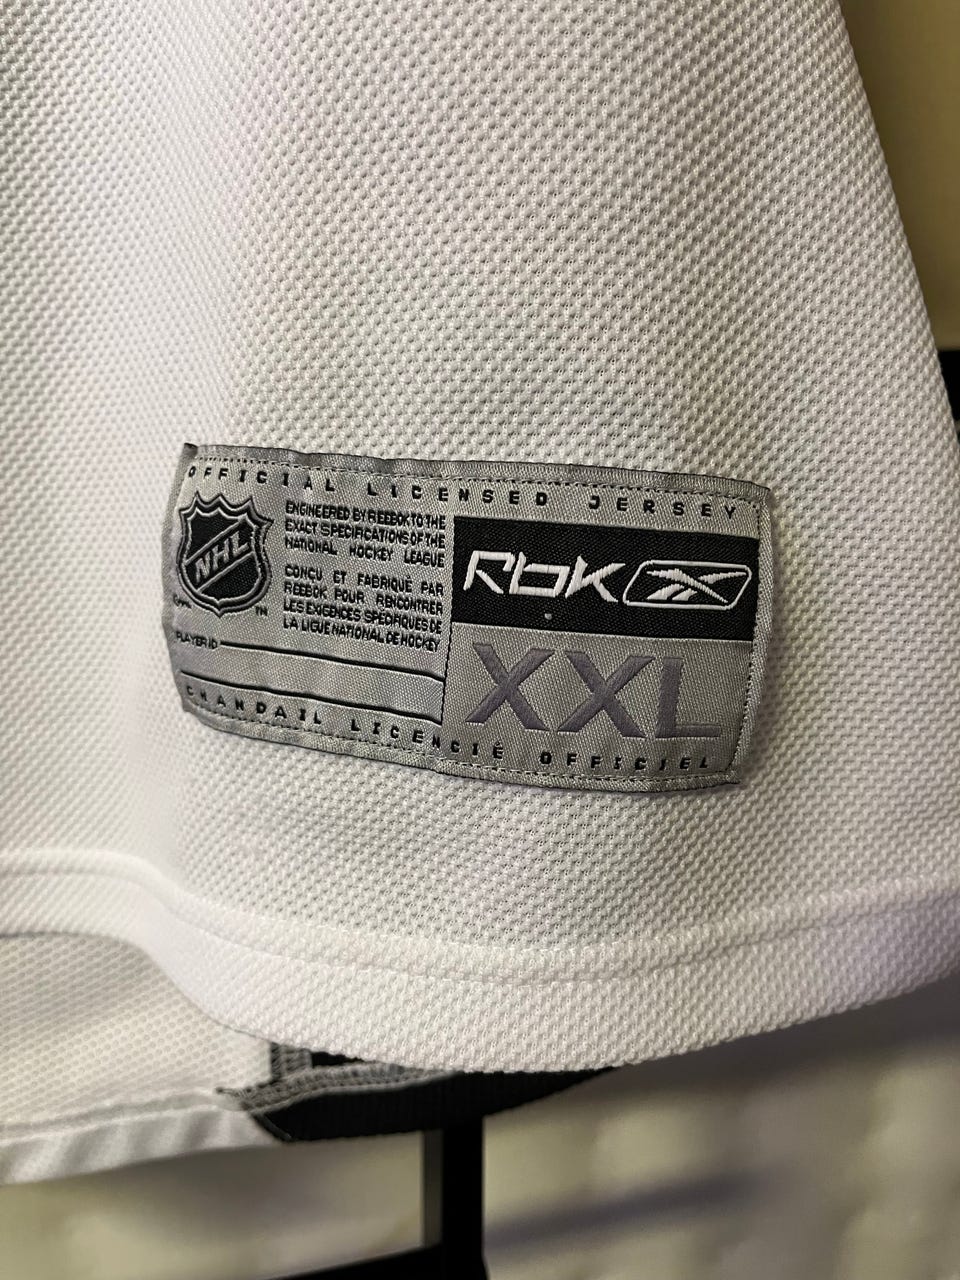 OFFICIAL LICENSED JERSEY
NHL
TM
ENGINEERED BY REEBOK TO THE
EXACT SPECIFICATIONS OF THE
NATIONAL HOCKEY LEAGUE
CONÇU ET FABRIQUÉ PAR
REEBOK POUR RENCONTRER
LES EXIGENCES SPÉCIFIQUES DE
LA LIGUE NATIONAL DE HOCKEY
PLAYER ID
Rbk
XXL
CHANDAIL LICENCIÉ OFFICIEL